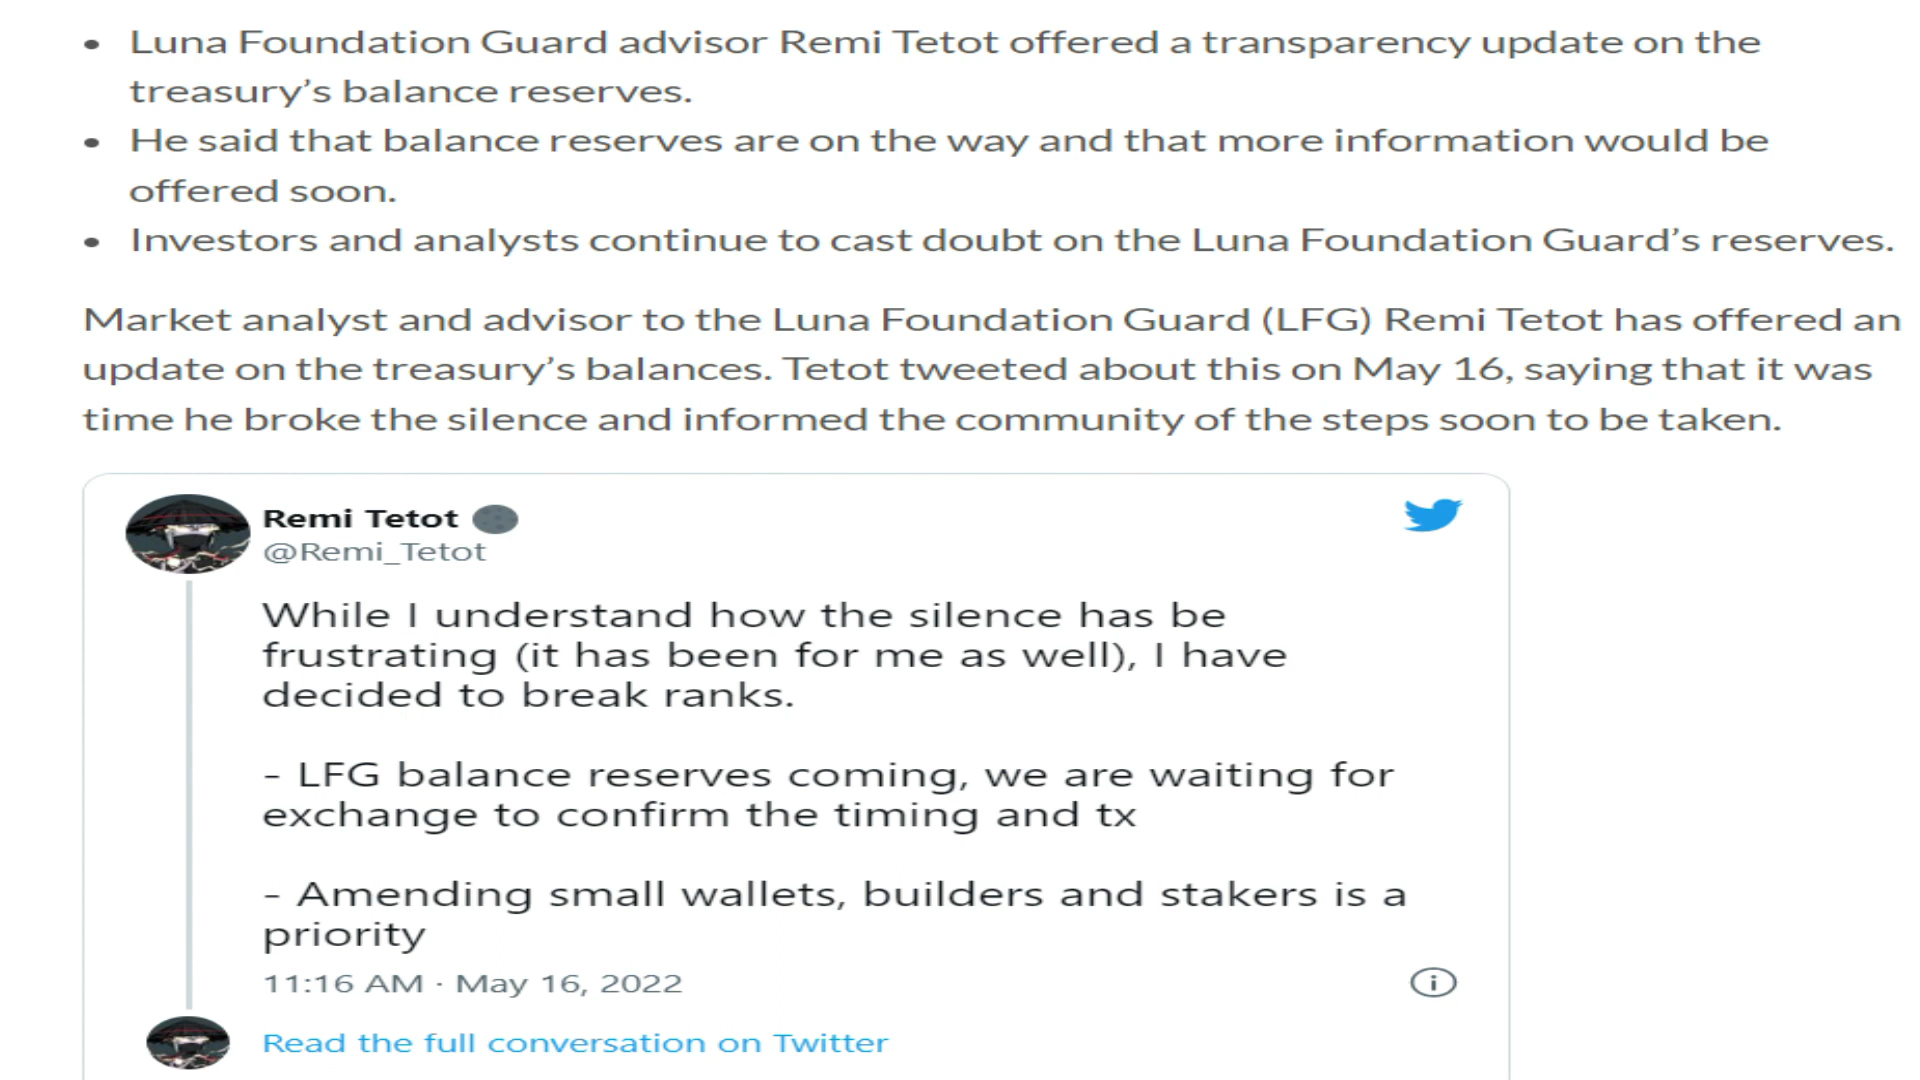 • Luna Foundation Guard advisor Remi Tetot offered a transparency update on the
treasury’s balance reserves.
• He said that balance reserves are on the way and that more information would be
offered soon.
• Investors and analysts continue to cast doubt on the Luna Foundation Guard’s reserves.
Market analyst and advisor to the Luna Foundation Guard (LFG) Remi Tetot has offered an
update on the treasury’s balances. Tetot tweeted about this on May 16, saying that it was
time he broke the silence and informed the community of the steps soon to be taken.
Remi Tetot
@Remi_Tetot
While I understand how the silence has be
frustrating (it has been for me as well), I have
decided to break ranks.
- LFG balance reserves coming, we are waiting for
exchange to confirm the timing and tx
- Amending small wallets, builders and stakers is a
priority
11:16 AM · May 16, 2022
Read the full conversation on Twitter